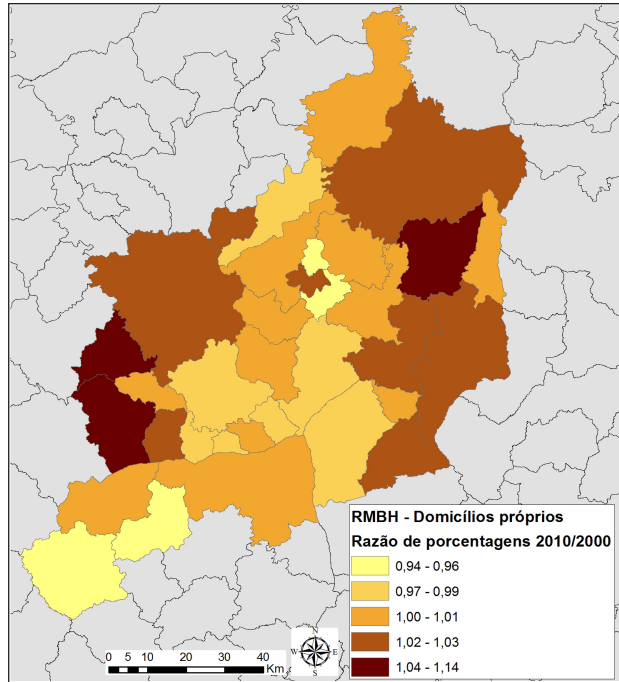 RMBH - Domicílios próprios
Razão de porcentagens 2010/2000
0,94 - 0,96
0,97 - 0,99
1,00 - 1,01
1,02 - 1,03
1,04 - 1,14
N
W E
S
0 5 10 20 30 40
Km